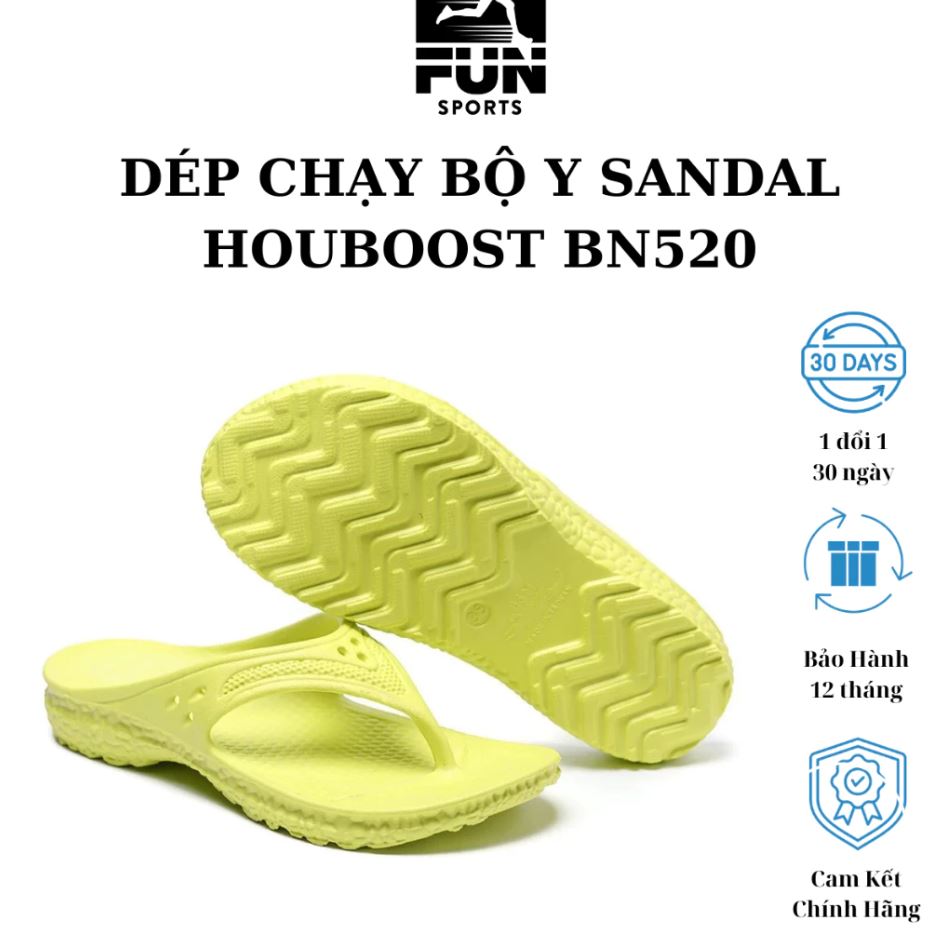 FUN
SPORTS
DÉP CHẠY BỘ Y SANDAL
HOUBOOST BN520
30 DAYS
1 đổi 1
30 ngày
Bảo Hành
12 tháng
Cam Kết
Chính Hãng